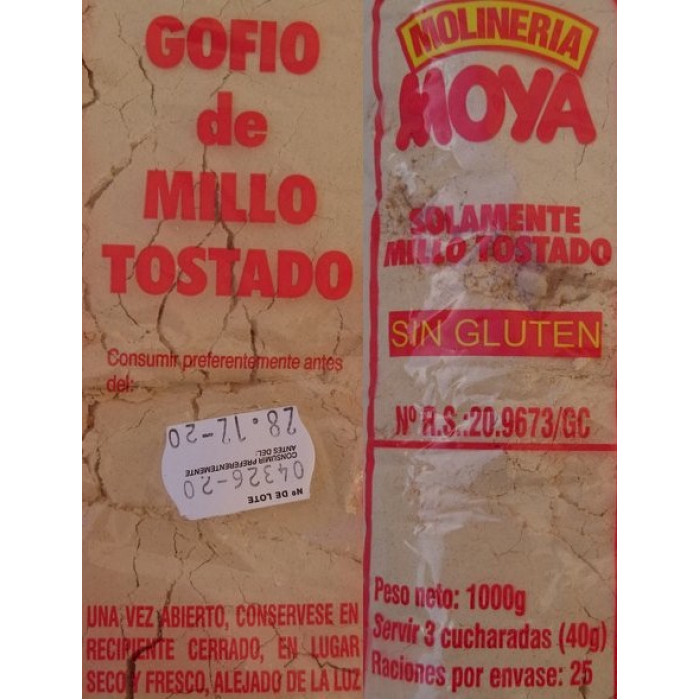 GOFIO
de
MILLO
TOSTADO
Consumir preferentemente antes
del:
Nº DE LOTE
04326-20
CONSUMIR PREFERENTEMENTE
ANTES DEL:
28-12-20
UNA VEZ ABIERTO, CONSERVESE EN
RECIPIENTE CERRADO, EN LUGAR
SECO Y FRESCO, ALEJADO DE LA LUZ
MOLINERIA
MOYA
SOLAMENTE
MILLO TOSTADO
SIN GLUTEN
Nº R.S.:20.9673/GC
Peso neto: 1000g
Servir 3 cucharadas (40g)
Raciones por envase: 25